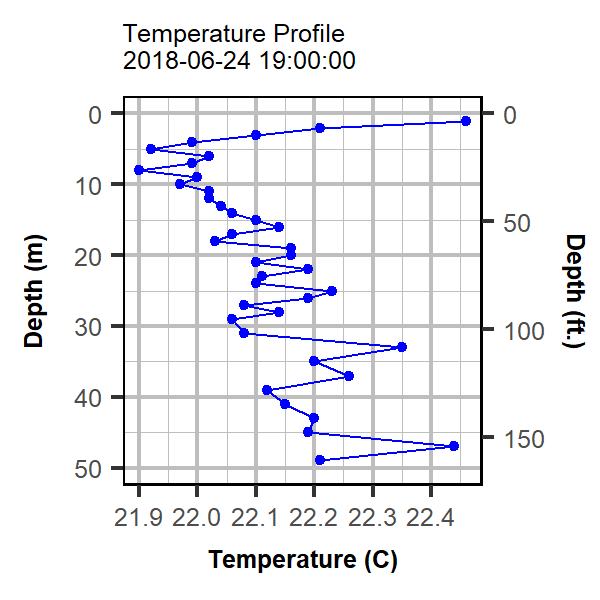 Temperature Profile
2018-06-24 19:00:00
0
10
20
30
40
50
Depth (m)
0
50
100
150
Depth (ft.)
21.9 22.0 22.1 22.2 22.3 22.4
Temperature (C)